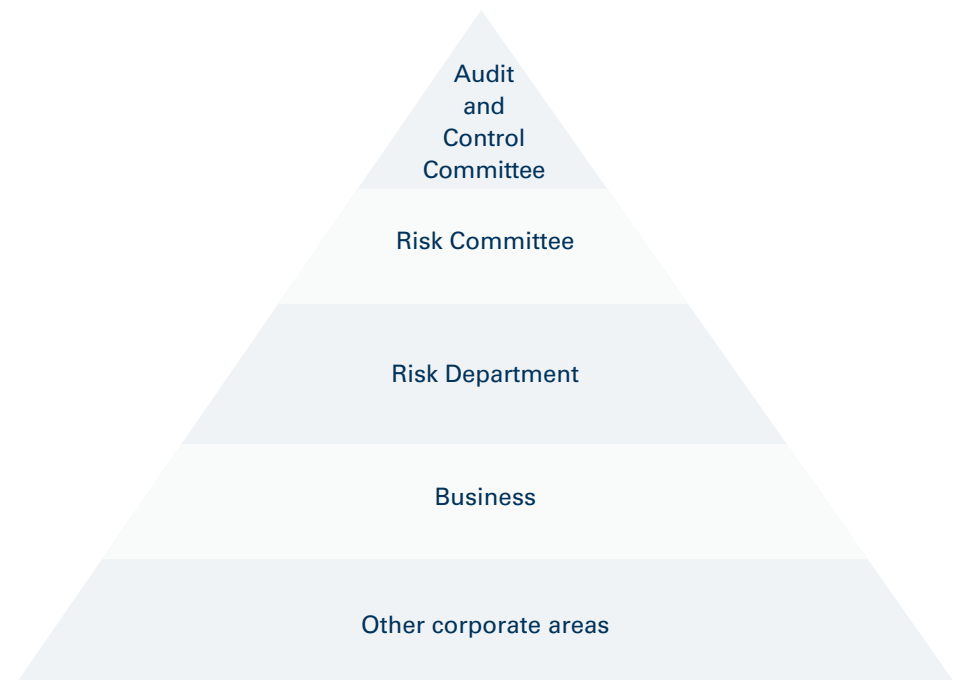 Audit
and
Control
Committee
Risk Committee
Risk Department
Business
Other corporate areas